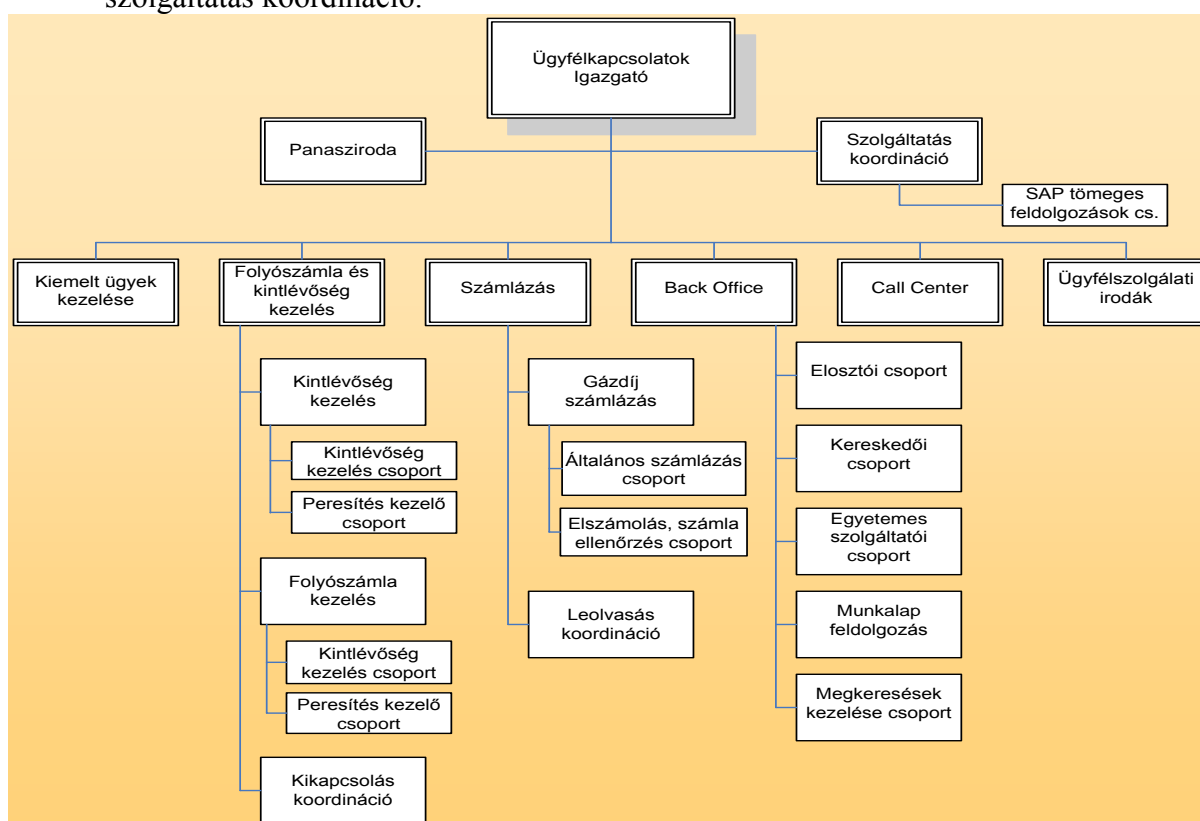 szolgáltatás koordináció.
Ügyfélkapcsolatok
Igazgató
Panasziroda
Szolgáltatás
koordináció
SAP tömeges
feldolgozások cs.
Kiemelt ügyek
kezelése
Folyószámla és
kintlévőség
kezelés
Számlázás
Back Office
Call Center
Ügyfélszolgálati
irodák
Kintlévőség
kezelés
Kintlévőség
kezelés csoport
Peresítés kezelő
csoport
Folyószámla
kezelés
Kintlévőség
kezelés csoport
Peresítés kezelő
csoport
Kikapcsolás
koordináció
Gázdíj
számlázás
Általános számlázás
csoport
Elszámolás, számla
ellenőrzés csoport
Leolvasás
koordináció
Elosztói csoport
Kereskedői
csoport
Egyetemes
szolgáltatói
csoport
Munkalap
feldolgozás
Megkeresések
kezelése csoport